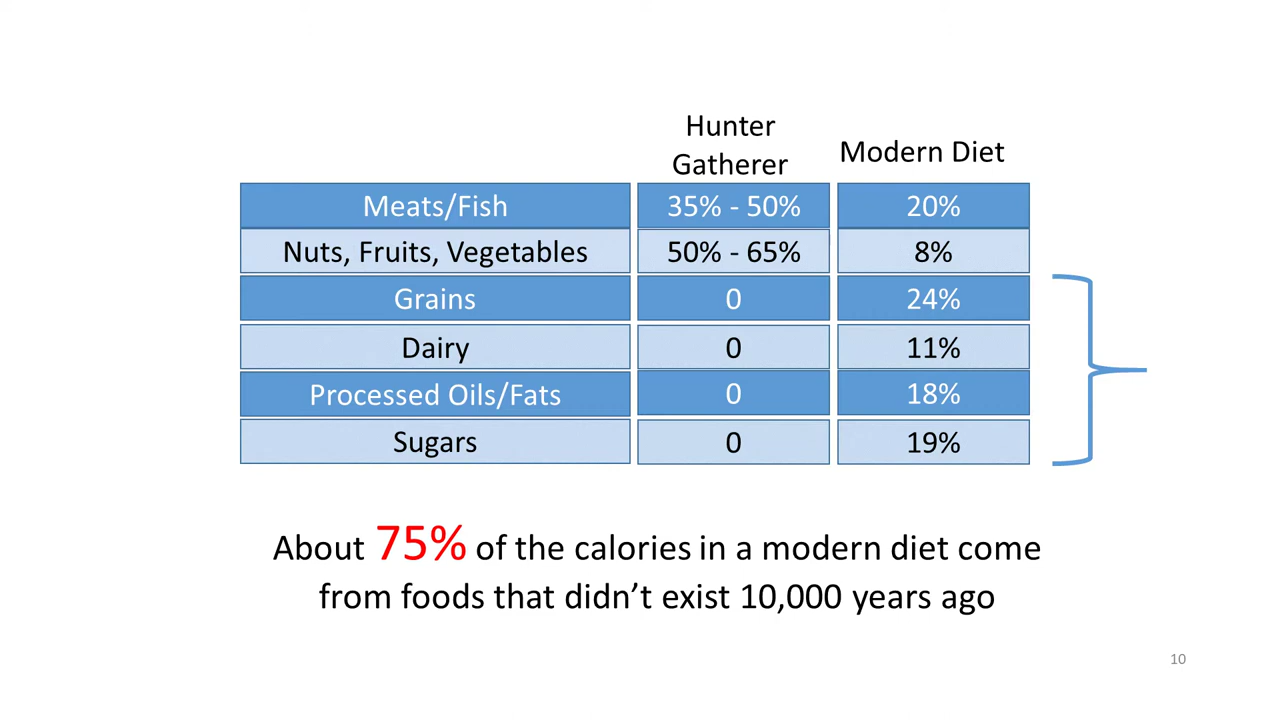 Hunter
Gatherer
Modern Diet
Meats/Fish 35% - 50% 20%
Nuts, Fruits, Vegetables 50% - 65% 8%
Grains 0 24%
Dairy 0 11%
Processed Oils/Fats 0 18%
Sugars 0 19%
About 75% of the calories in a modern diet come
from foods that didn’t exist 10,000 years ago
10